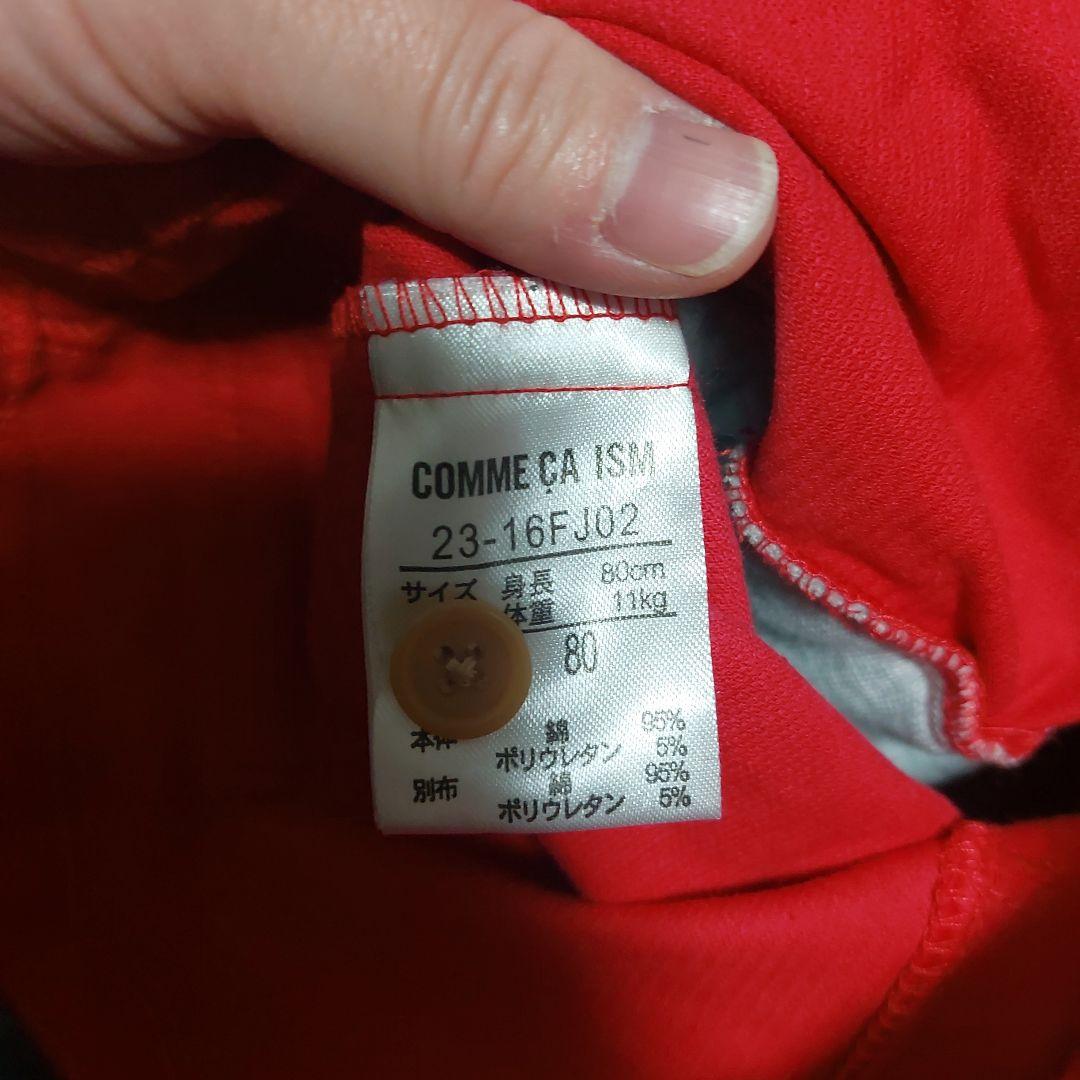 COMME ÇA ISM
23-16FJ02
サイズ 身長 80cm
体重 11kg
80
本体 綿 95%
ポリウレタン 5%
別布 綿 95%
ポリウレタン 5%